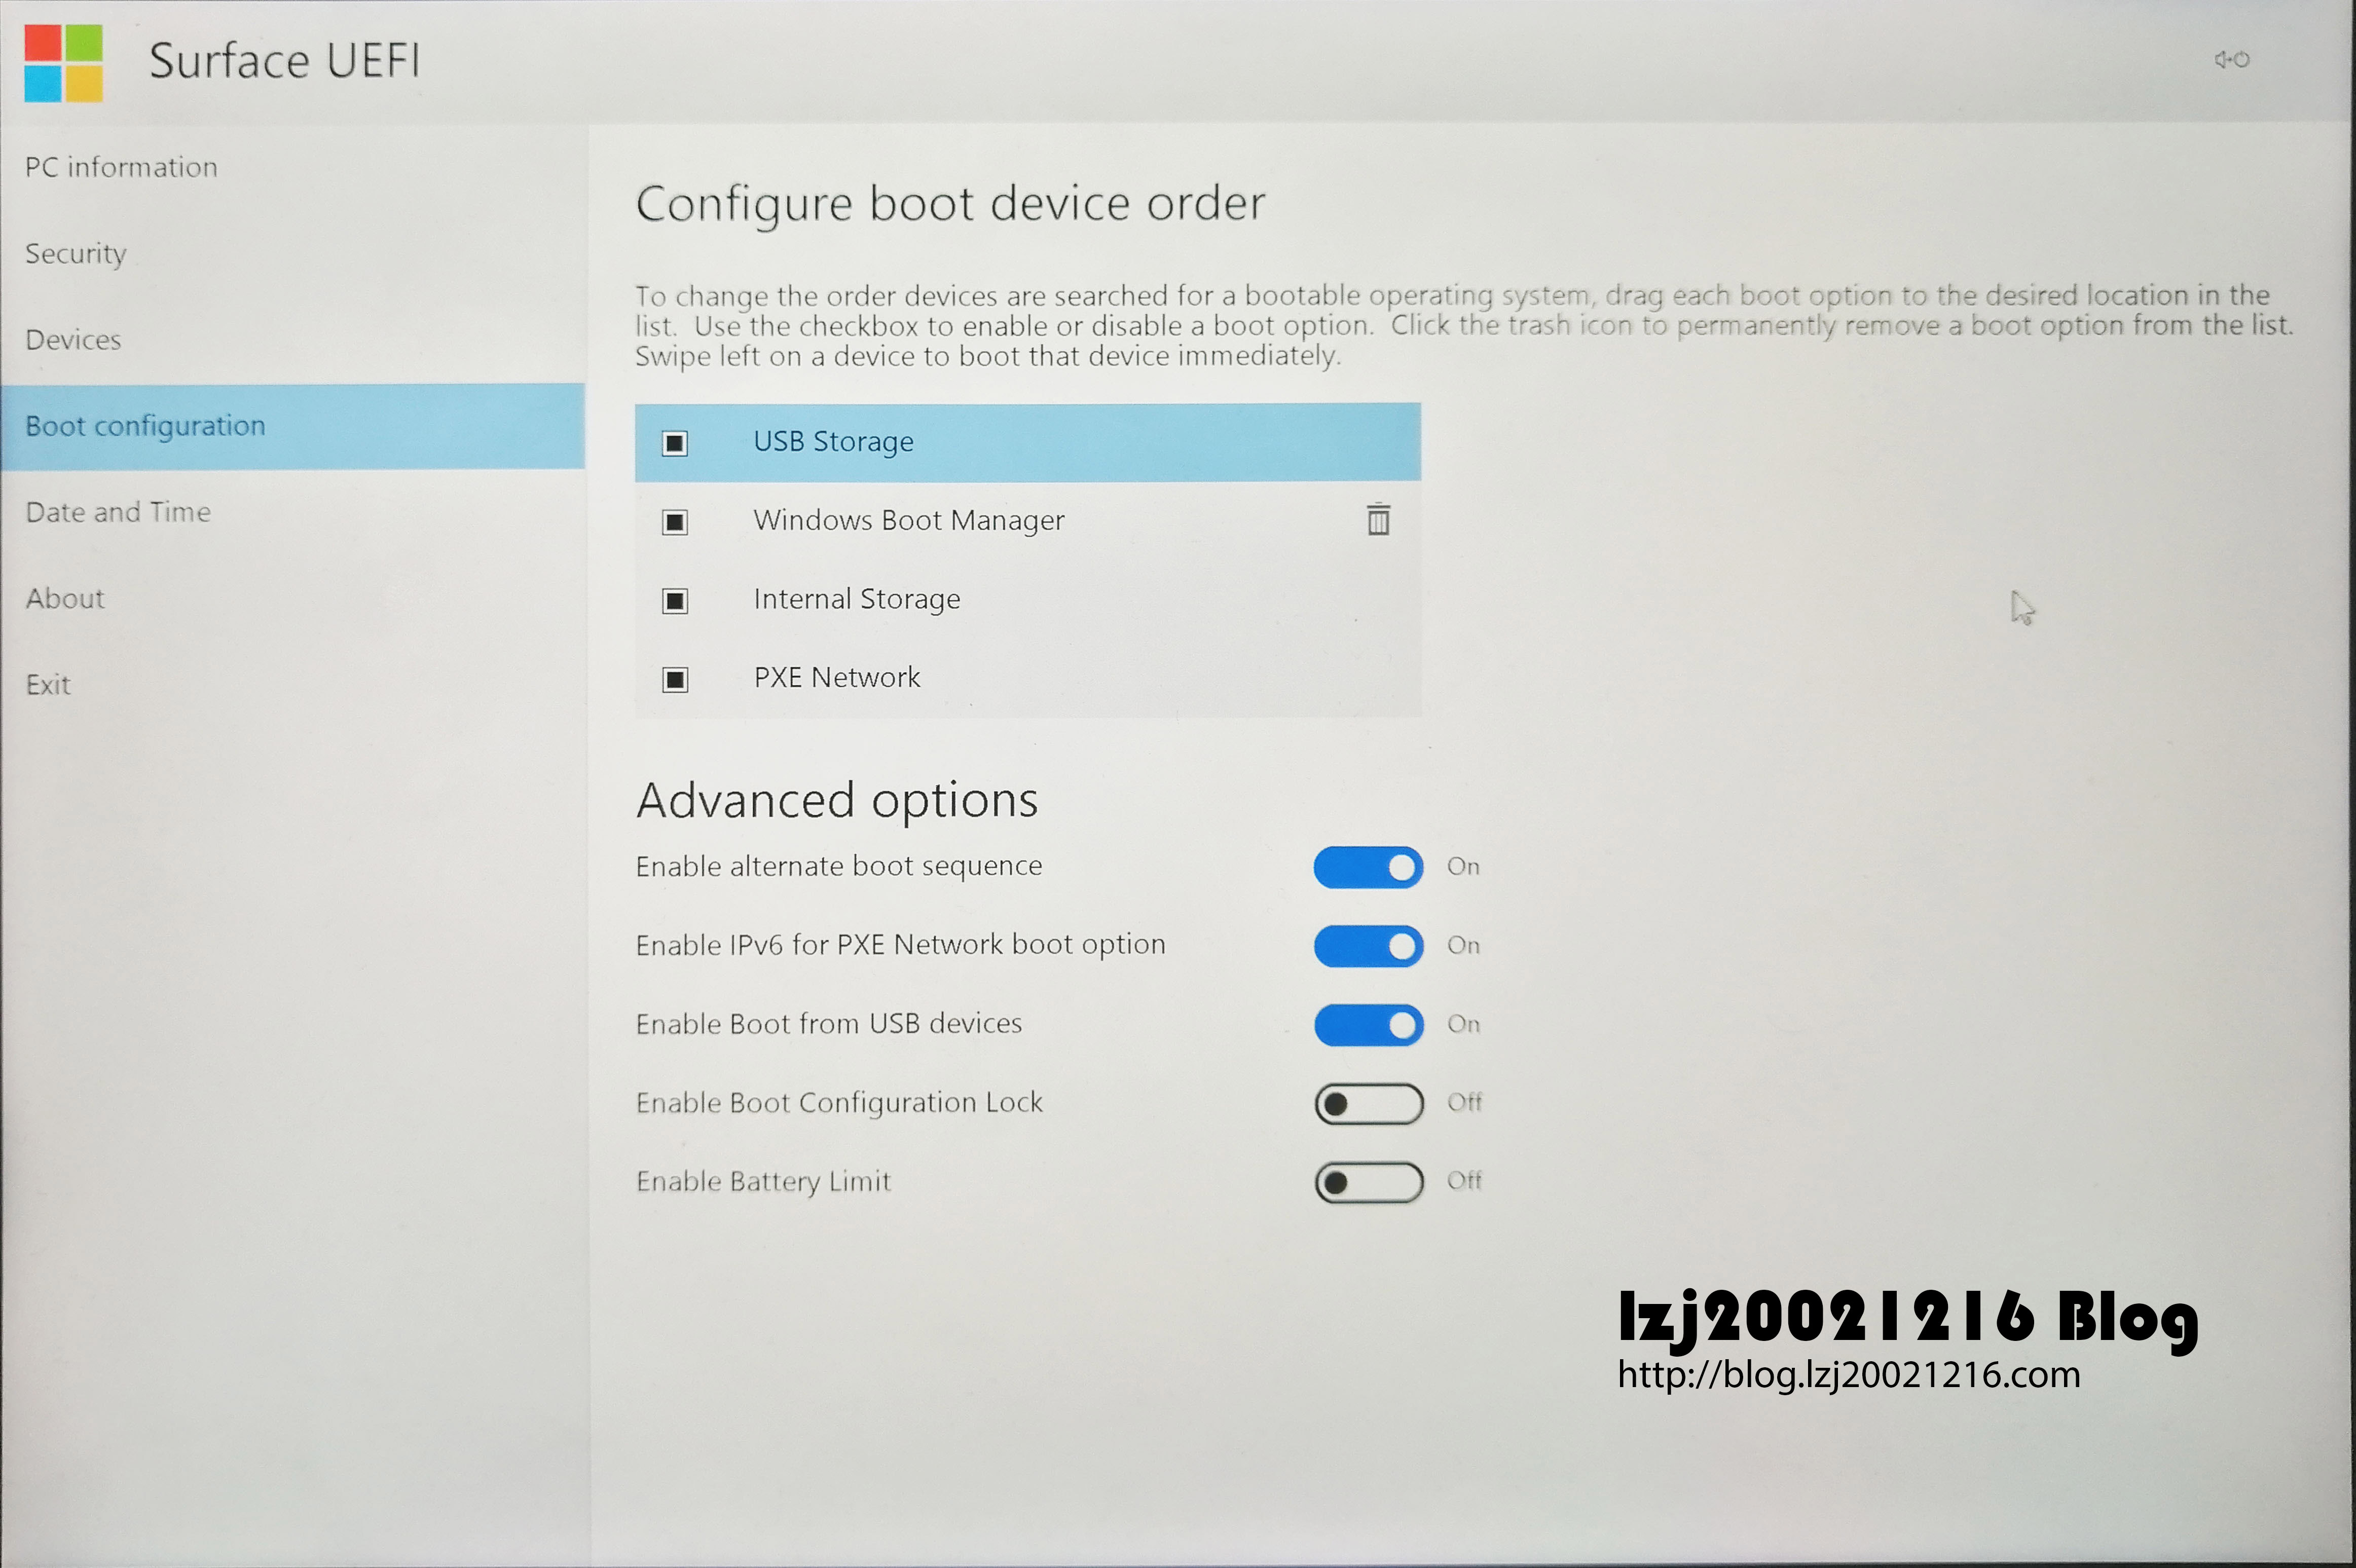 Surface UEFI
PC information
Security
Devices
Boot configuration
Date and Time
About
Exit
Configure boot device order
To change the order devices are searched for a bootable operating system, drag each boot option to the desired location in the
list.  Use the checkbox to enable or disable a boot option.  Click the trash icon to permanently remove a boot option from the list.
Swipe left on a device to boot that device immediately.
USB Storage
Windows Boot Manager
Internal Storage
PXE Network
Advanced options
Enable alternate boot sequence On
Enable IPv6 for PXE Network boot option On
Enable Boot from USB devices On
Enable Boot Configuration Lock Off
Enable Battery Limit Off
lzj20021216 Blog
http://blog.lzj20021216.com